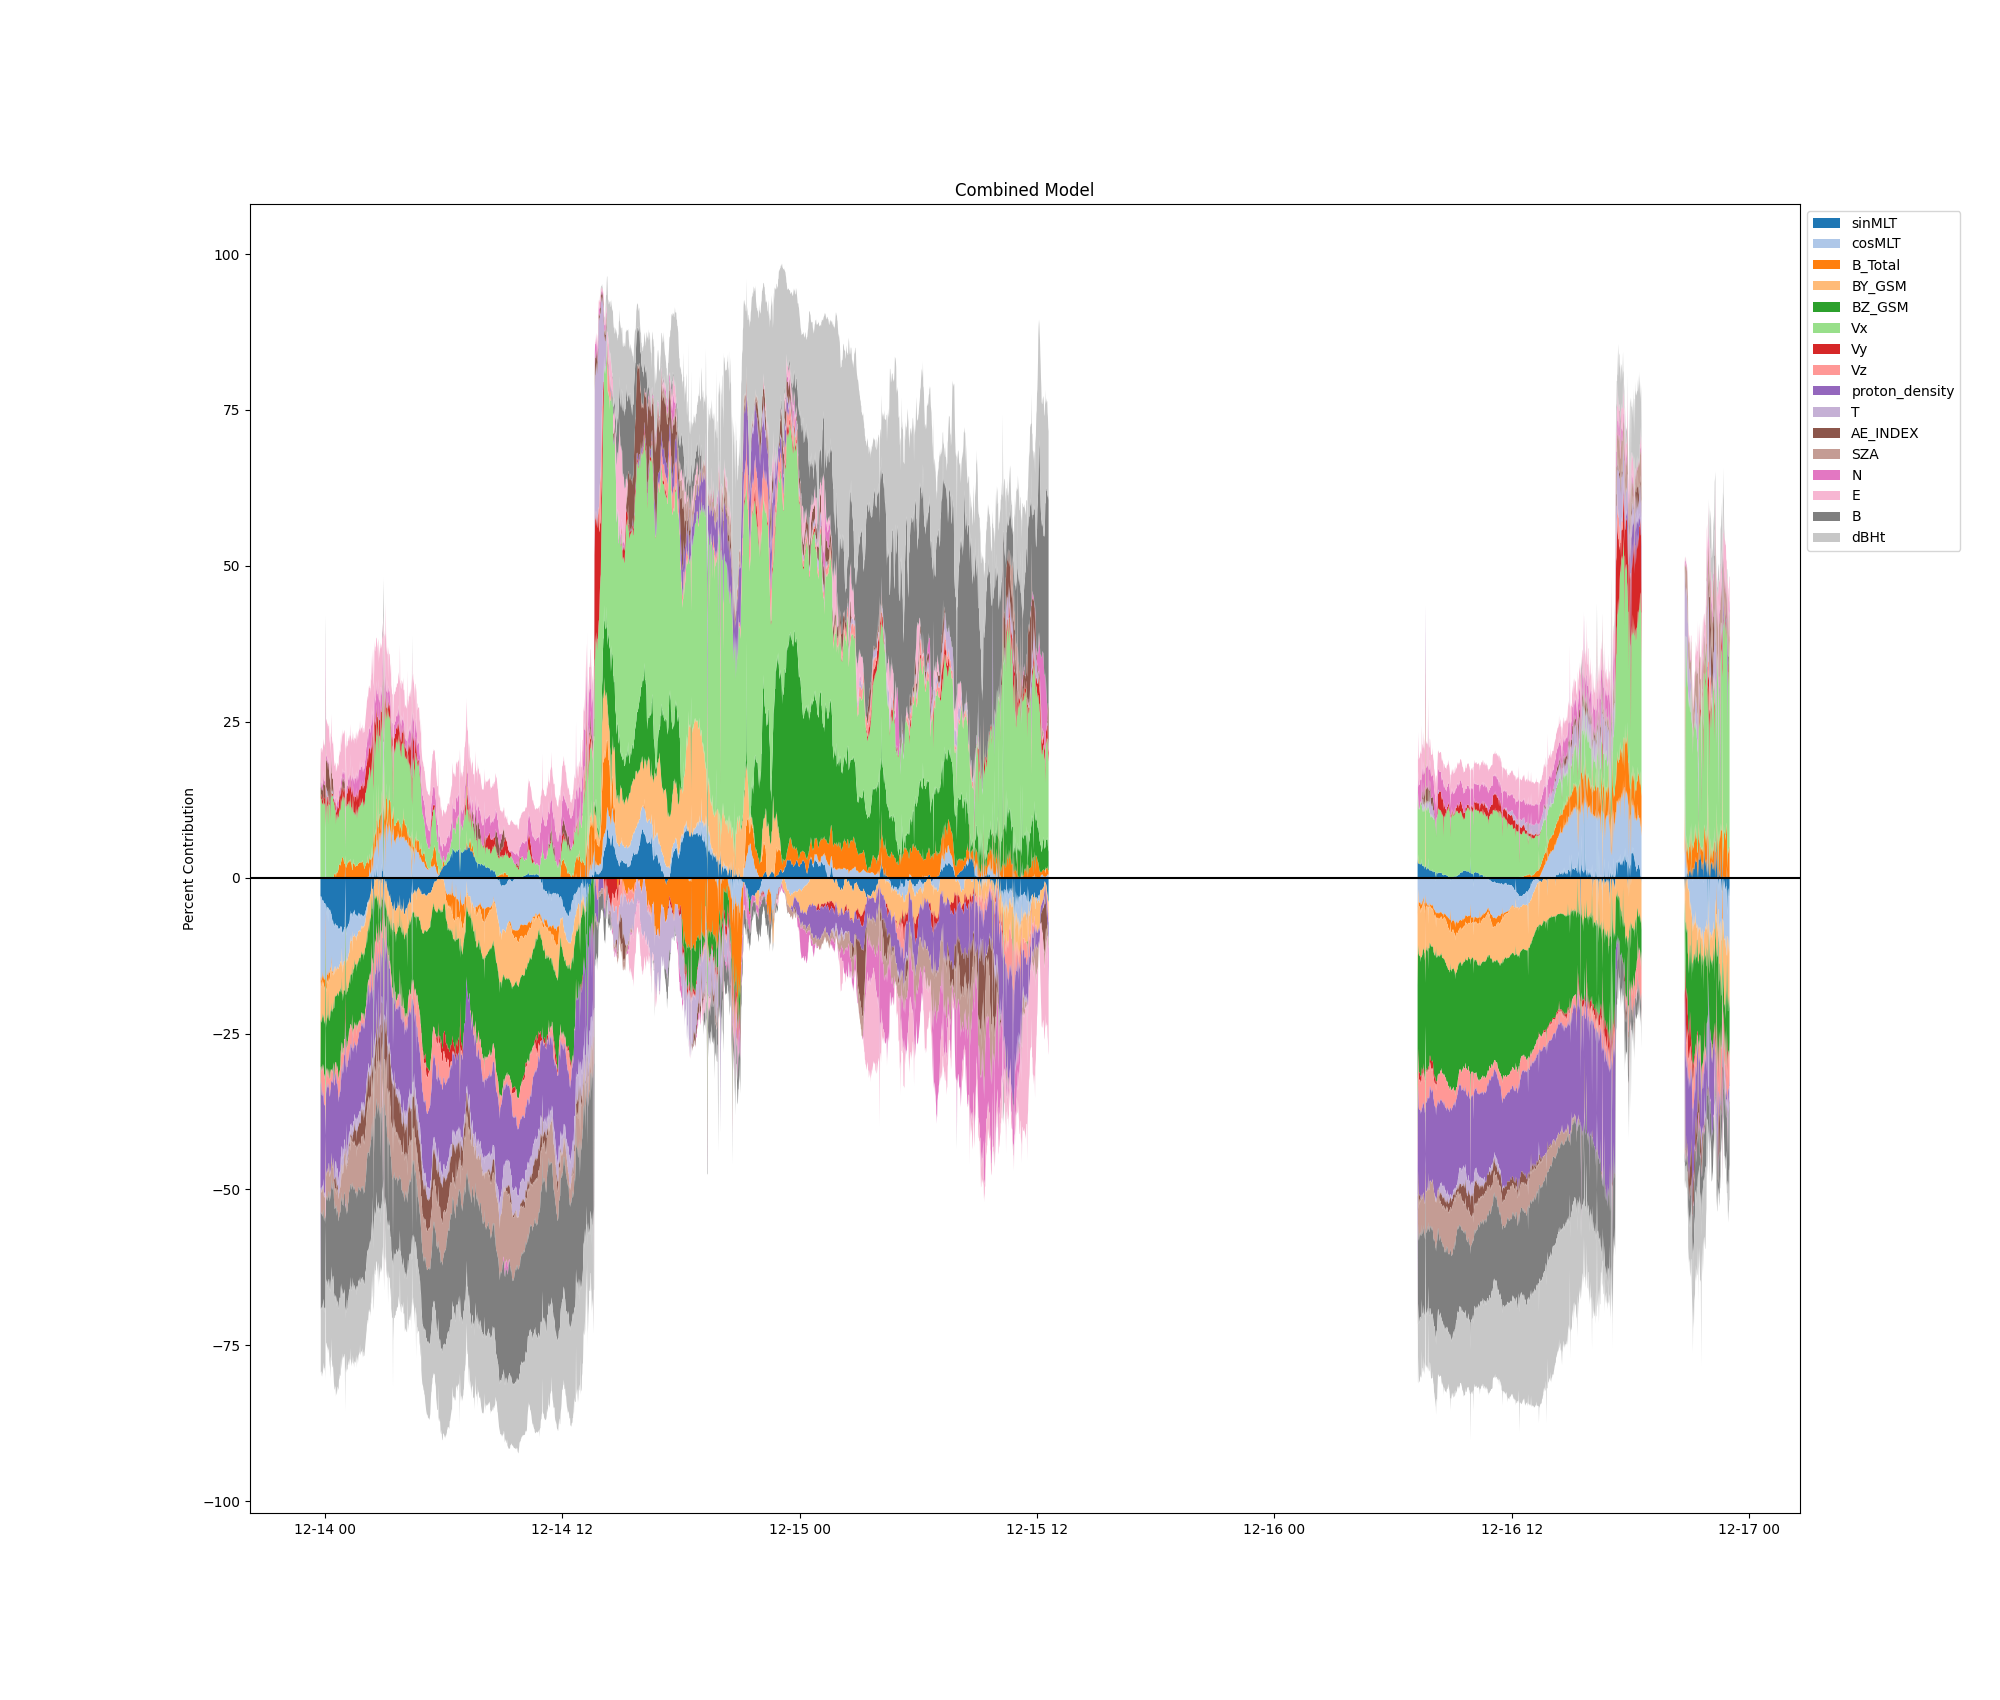 Combined Model
Percent Contribution
100
75
50
25
0
−25
−50
−75
−100
12-14 00
12-14 12
12-15 00
12-15 12
12-16 00
12-16 12
12-17 00
sinMLT
cosMLT
B_Total
BY_GSM
BZ_GSM
Vx
Vy
Vz
proton_density
T
AE_INDEX
SZA
N
E
B
dBHt